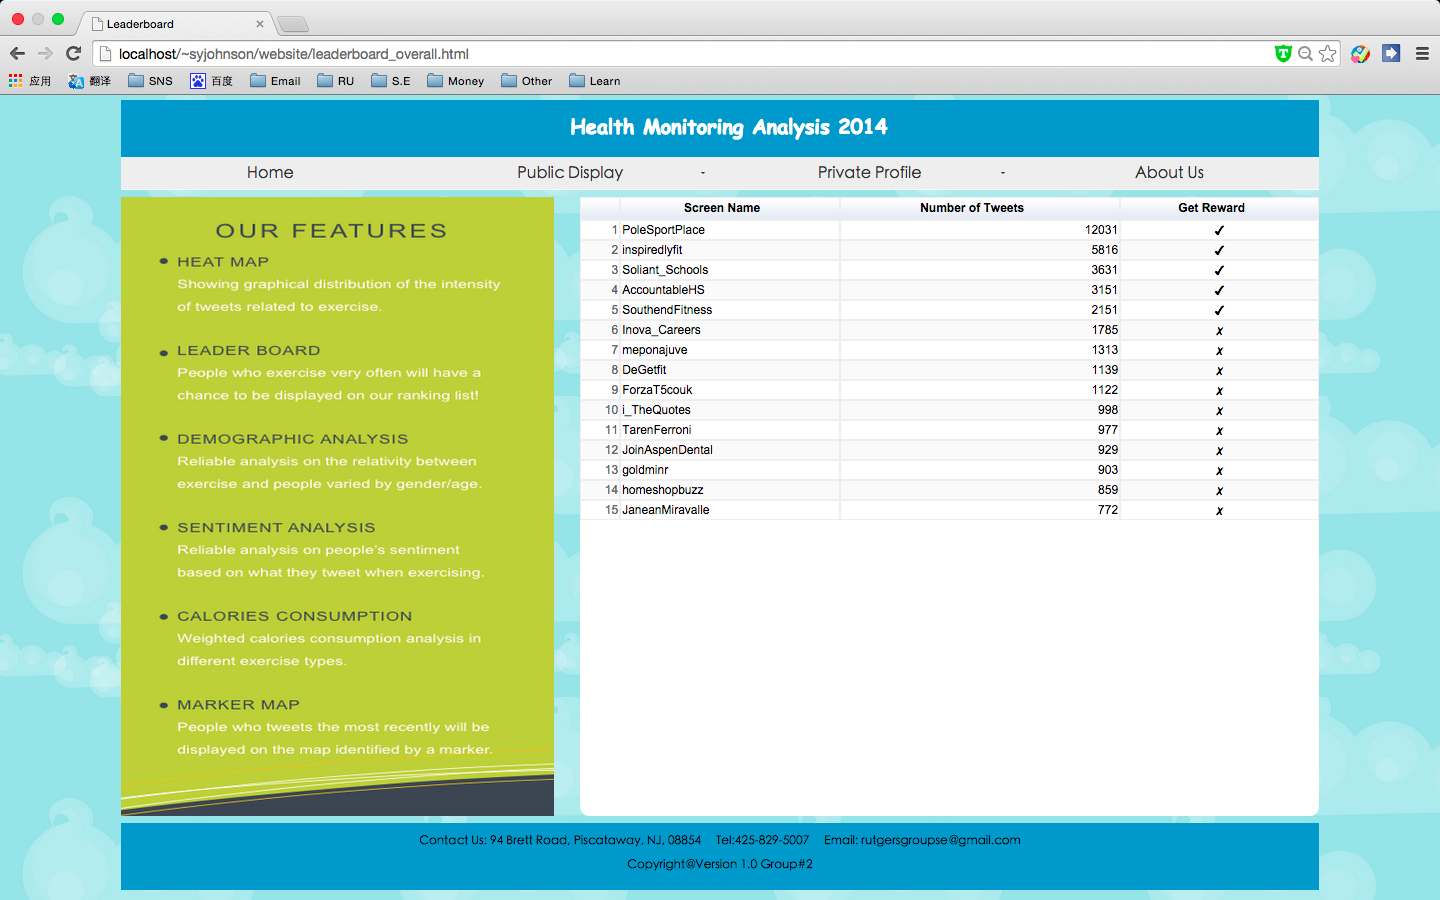 Leaderboard
localhost/~syjohnson/website/leaderboard_overall.html
应用 翻译 SNS 百度 Email RU S.E Money Other Learn
Health Monitoring Analysis 2014
Home Public Display - Private Profile - About Us
OUR FEATURES
HEAT MAP
Showing graphical distribution of the intensity
of tweets related to exercise.
LEADER BOARD
People who exercise very often will have a
chance to be displayed on our ranking list!
DEMOGRAPHIC ANALYSIS
Reliable analysis on the relativity between
exercise and people varied by gender/age.
SENTIMENT ANALYSIS
Reliable analysis on people's sentiment
based on what they tweet when exercising.
CALORIES CONSUMPTION
Weighted calories consumption analysis in
different exercise types.
MARKER MAP
People who tweets the most recently will be
displayed on the map identified by a marker.
Screen Name Number of Tweets Get Reward
1 PoleSportPlace 12031 ✓
2 inspiredlyfit 5816 ✓
3 Soliant_Schools 3631 ✓
4 AccountableHS 3151 ✓
5 SouthendFitness 2151 ✓
6 Inova_Careers 1785 ✗
7 meponajuve 1313 ✗
8 DeGetfit 1139 ✗
9 ForzaT5couk 1122 ✗
10 i_TheQuotes 998 ✗
11 TarenFerroni 977 ✗
12 JoinAspenDental 929 ✗
13 goldminr 903 ✗
14 homeshopbuzz 859 ✗
15 JaneanMiravalle 772 ✗
Contact Us: 94 Brett Road, Piscataway, NJ, 08854 Tel:425-829-5007 Email: rutgersgroupse@gmail.com
Copyright@Version 1.0 Group#2